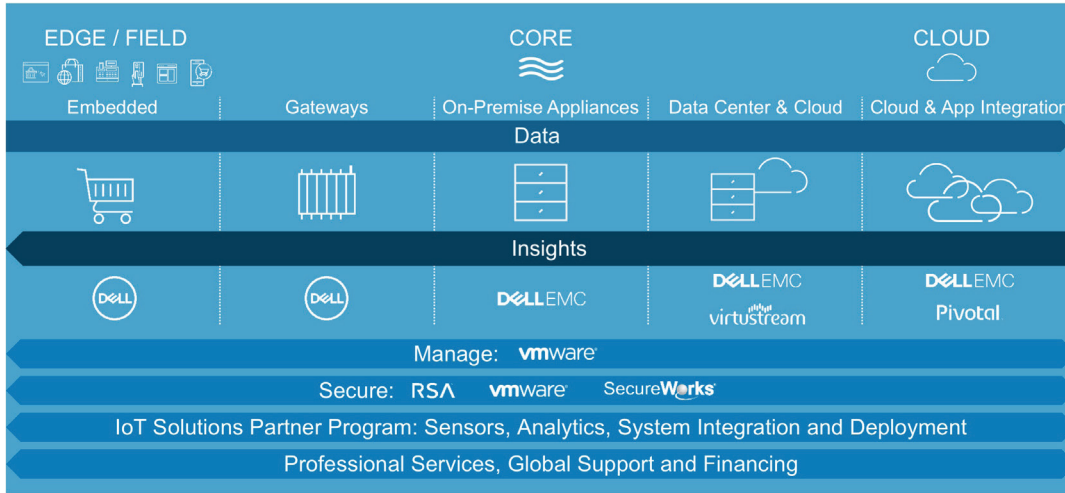 EDGE / FIELD CORE CLOUD
Embedded Gateways On-Premise Appliances Data Center & Cloud Cloud & App Integration
Data
Insights
DELL DELL DELLEMC DELLEMC DELLEMC
virtustream Pivotal
Manage: vmware
Secure: RSA vmware SecureWorks
IoT Solutions Partner Program: Sensors, Analytics, System Integration and Deployment
Professional Services, Global Support and Financing